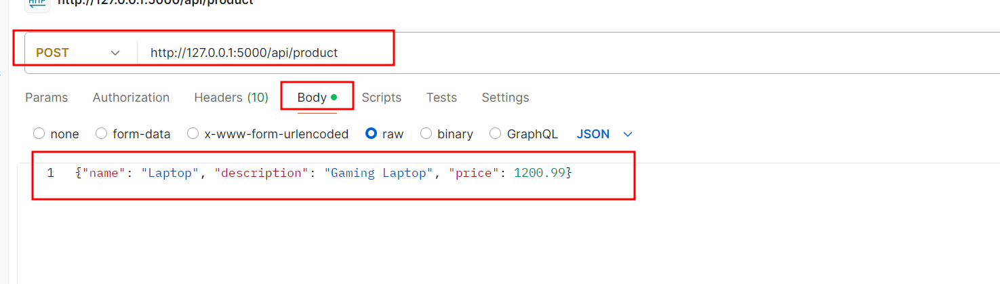 HTTP http://127.0.0.1:5000/api/product
POST http://127.0.0.1:5000/api/product
Params Authorization Headers (10) Body Scripts Tests Settings
none form-data x-www-form-urlencoded raw binary GraphQL JSON
1 {"name": "Laptop", "description": "Gaming Laptop", "price": 1200.99}